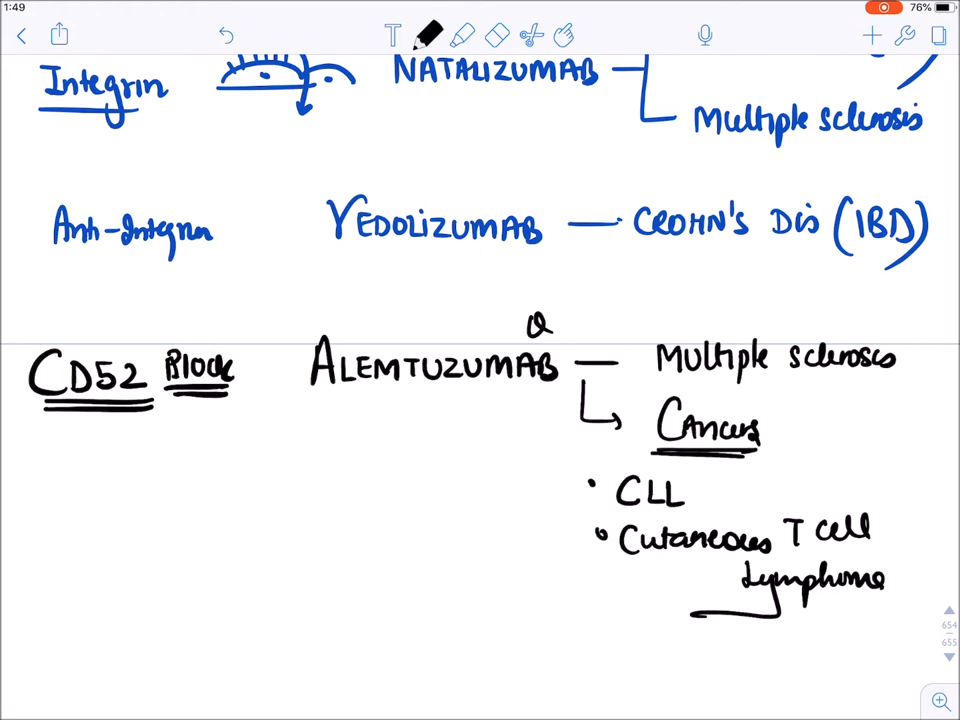 1:49
76%
T
Integrin NATALIZUMAB
Multiple sclerosis
Anti-Integrin VEDOLIZUMAB — CROHN'S DIS (IBD)
Q
CD52 Block ALEMTUZUMAB — Multiple sclerosis
Cancers
• CLL
• Cutaneous T cell
Lymphoma
654
655